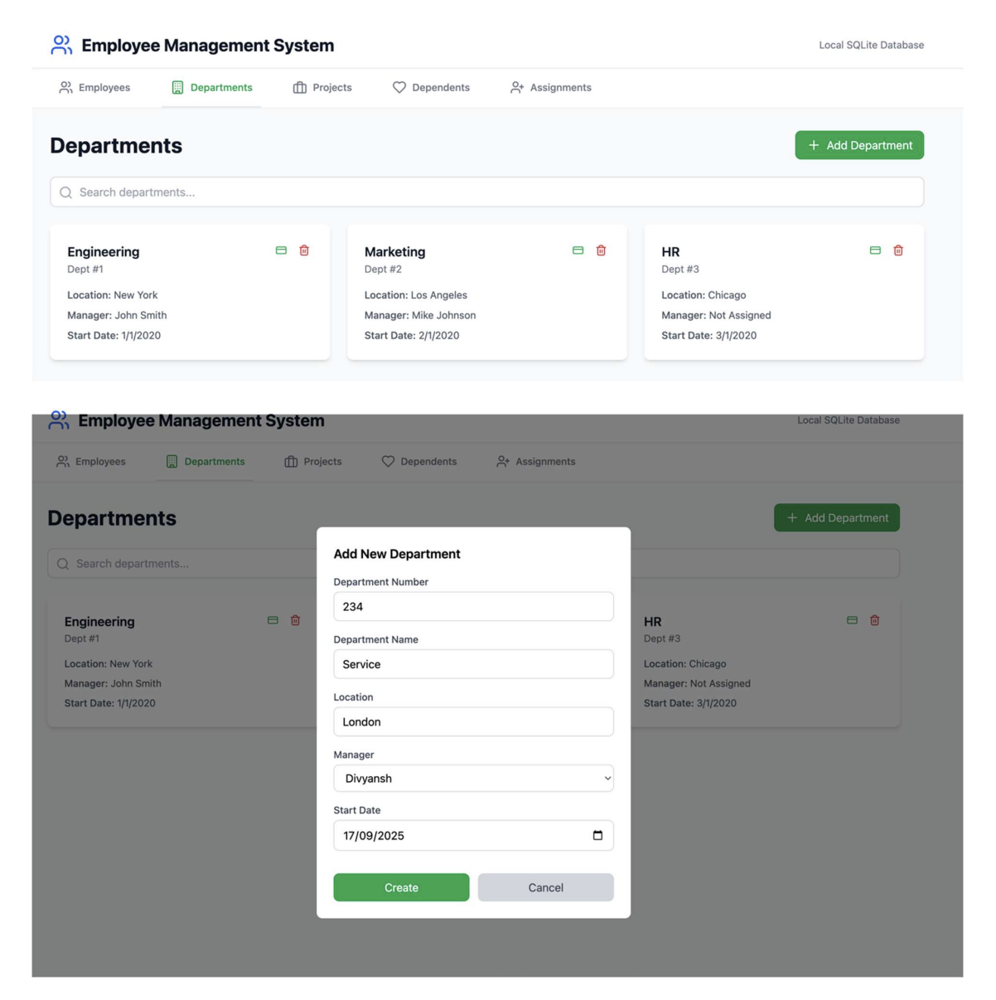 Employee Management System
Local SQLite Database
Employees
Departments
Projects
Dependents
Assignments
Departments
+ Add Department
Search departments...
Engineering
Dept #1
Location: New York
Manager: John Smith
Start Date: 1/1/2020
Marketing
Dept #2
Location: Los Angeles
Manager: Mike Johnson
Start Date: 2/1/2020
HR
Dept #3
Location: Chicago
Manager: Not Assigned
Start Date: 3/1/2020
Employee Management System
Local SQLite Database
Employees
Departments
Projects
Dependents
Assignments
Departments
+ Add Department
Search departments...
Engineering
Dept #1
Location: New York
Manager: John Smith
Start Date: 1/1/2020
Add New Department
Department Number
234
Department Name
Service
Location
London
Manager
Divyansh
Start Date
17/09/2025
Create
Cancel
HR
Dept #3
Location: Chicago
Manager: Not Assigned
Start Date: 3/1/2020